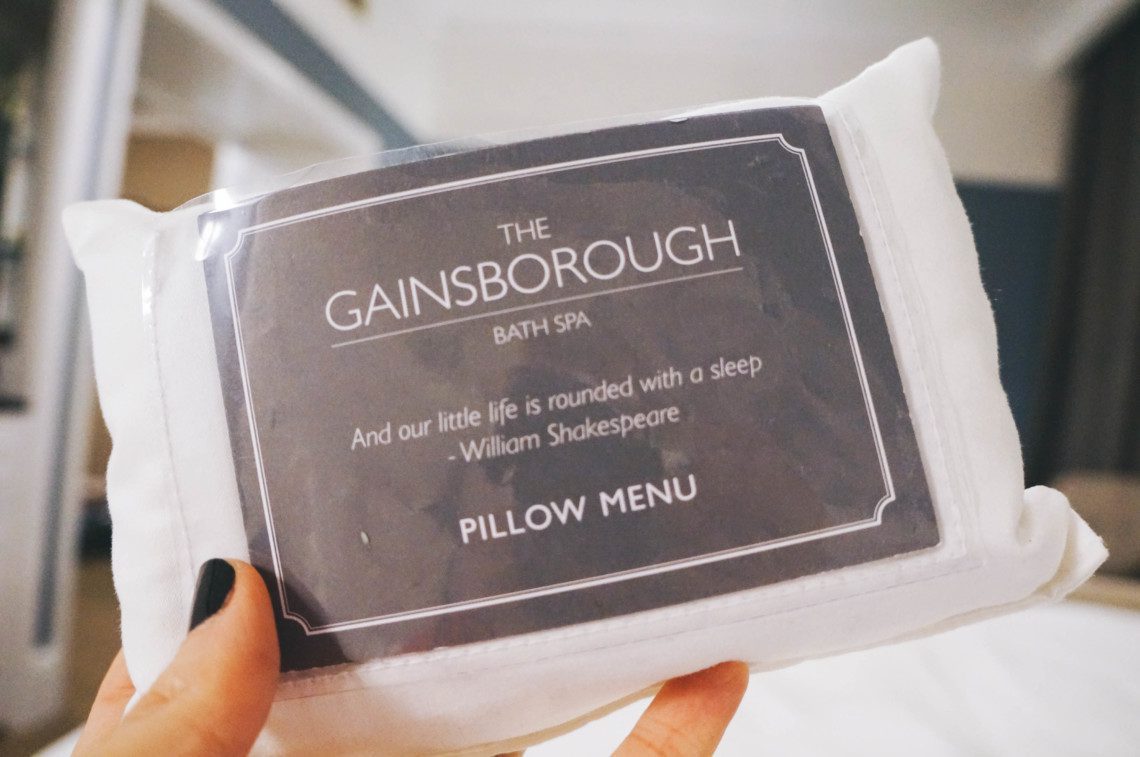 THE
GAINSBOROUGH
BATH SPA
And our little life is rounded with a sleep
- William Shakespeare
PILLOW MENU